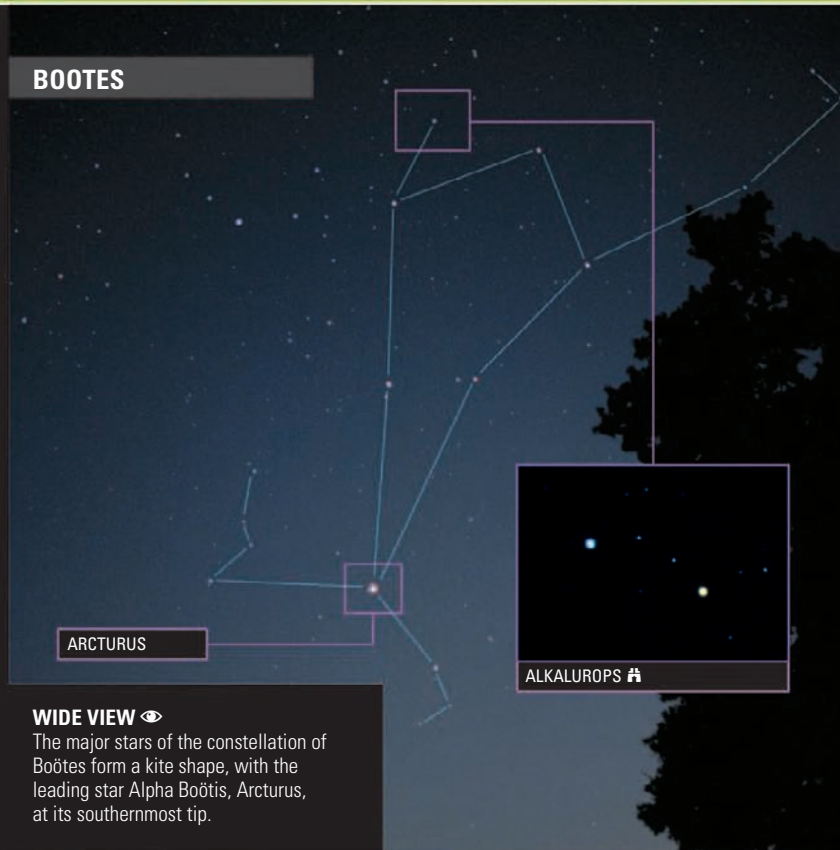 BOOTES
ARCTURUS
ALKALUROPS
WIDE VIEW
The major stars of the constellation of
Boötes form a kite shape, with the
leading star Alpha Boötis, Arcturus,
at its southernmost tip.